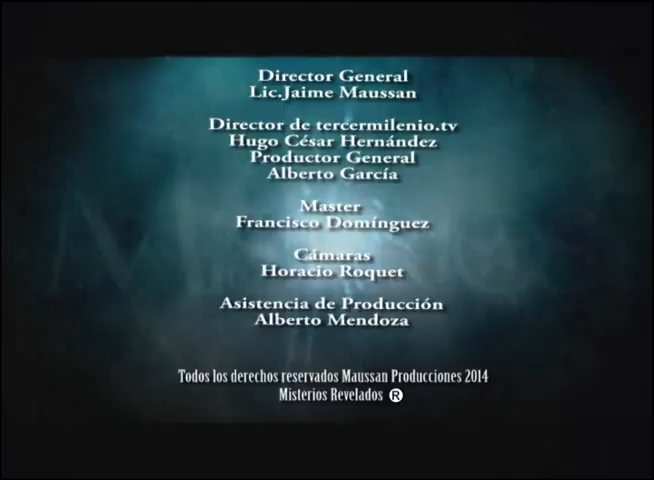 Director General
Lic.Jaime Maussan
Director de tercermilenio.tv
Hugo César Hernández
Productor General
Alberto García
Master
Francisco Domínguez
Cámaras
Horacio Roquet
Asistencia de Producción
Alberto Mendoza
Todos los derechos reservados Maussan Producciones 2014
Misterios Revelados ®